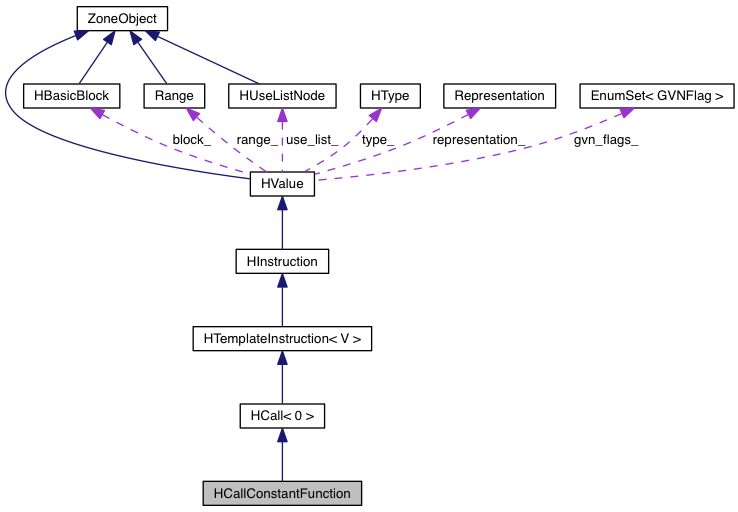 ZoneObject
HBasicBlock
Range
HUseListNode
HType
Representation
EnumSet< GVNFlag >
block_
range_
use_list_
type_
representation_
gvn_flags_
HValue
HInstruction
HTemplateInstruction< V >
HCall< 0 >
HCallConstantFunction